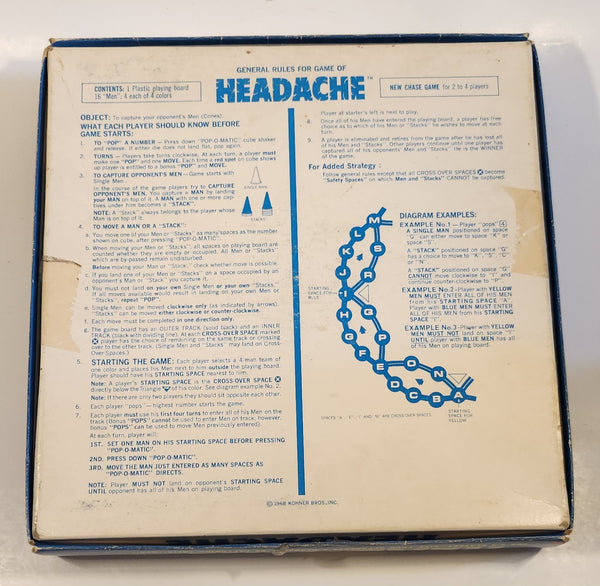 GENERAL RULES FOR GAME OF
HEADACHE™
CONTENTS: 1 Plastic playing board
16 "Men"; 4 each of 4 colors
NEW CHASE GAME for 2 to 4 players
OBJECT: To capture your opponent's Men (Cones).
WHAT EACH PLAYER SHOULD KNOW BEFORE
GAME STARTS:
1. TO "POP" A NUMBER — Press down "POP-O-MATIC" cube shaker
and release. If either die does not land flat, pop again.
2. TURNS — Players take turns clockwise. At each turn, a player must
make one "POP" and one MOVE. Each time a red spot on cube shows
up player is entitled to a bonus "POP" and MOVE.
3. TO CAPTURE OPPONENT'S MEN — Game starts with
Single Men.
In the course of the game players try to CAPTURE
OPPONENT'S MEN. You capture a MAN by landing
your MAN on top of it. A MAN with one or more cap-
tives under him becomes a "STACK".
NOTE: A "Stack" always belongs to the player whose
Man is on top of it.
SINGLE MAN
STACKS
4. TO MOVE A MAN OR A "STACK":
a. You move one (if your Men or "Stacks" as many spaces as the number
shown on cube, after pressing "POP-O-MATIC").
b. When moving your Men or "Stacks", all spaces on playing board are
counted whether they are empty or occupied. All Men or "Stacks"
which are by-passed remain undisturbed.
Before moving your Man or "Stack," check whether move is possible.
c. If you land one of your Men or "Stacks" on a space occupied by an
opponent's Man or "Stack" you capture it.
d. You must not land on your own Single Men or your own "Stacks."
If all moves available would result in landing on your own Men or
"Stacks", repeat "POP".
e. Single Men can be moved clockwise only (as indicated by arrows).
"Stacks" can be moved either clockwise or counter-clockwise.
f. Each move must be completed in one direction only.
g. The game board has an OUTER TRACK (solid black) and an INNER
TRACK (black with dividing line). At each CROSS-OVER SPACE marked
⊗ player has the choice of remaining on the same track or crossing
over to the other track. (Single Men and "Stacks" may land on Cross-
Over Spaces.)
5. STARTING THE GAME: Each player selects a 4-man team of
one color and places his Men next to him outside the playing board.
Player should have his STARTING SPACE nearest to him.
Note: A player's STARTING SPACE is the CROSS-OVER SPACE ⊗
directly below the Triangle ▼ of his color. See diagram example No. 2.
Note: If there are only two players they should sit opposite each other.
6. Each player "pops" — highest number starts the game.
7. Each player must use his first four turns to enter all of his Men on the
track (Bonus "POPS" cannot be used to enter Men on track; however,
bonus "POPS" can be used to move Men previously entered).
At each turn, player will:
1ST. SET ONE MAN ON HIS STARTING SPACE BEFORE PRESSING
"POP-O-MATIC".
2ND. PRESS DOWN "POP-O-MATIC".
3RD. MOVE THE MAN JUST ENTERED AS MANY SPACES AS
"POP-O-MATIC" DIRECTS.
NOTE: Player MUST NOT land on opponent's STARTING SPACE
UNTIL opponent has all of his Men on playing board.
Player at starter's left is next to play.
8. Once all of his Men have entered the playing board, a player has free
choice as to which of his Men or "Stacks" he wishes to move at each
turn.
9. A player is eliminated and retires from the game after he has lost all
of his Men and "Stacks". Other players continue until one player has
captured all opponents' Men and "Stacks". He is the WINNER
of the game.
For Added Strategy:
Follow general rules except that all CROSS OVER SPACES ⊗ become
"Safety Spaces" on which Men and "Stacks" CANNOT be captured.
DIAGRAM EXAMPLES:
EXAMPLE No.1 — Player "pops" 4
A SINGLE MAN positioned on space
"G" can either move to space "K" or
space "S".
A "STACK" positioned on space "G"
has a choice to move to "K", "S", "C"
or "N".
A "STACK" positioned on space "G"
CANNOT move clockwise to "I" and
continue counter-clockwise to "P".
EXAMPLE No.2 - Player with YELLOW
MEN MUST ENTER ALL OF HIS MEN
from his STARTING SPACE "A".
Player with BLUE MEN MUST ENTER
ALL OF HIS MEN from his STARTING
SPACE "I".
EXAMPLE No.3 — Player with YELLOW
MEN MUST NOT land on space "I"
UNTIL player with BLUE MEN has all
of his Men on playing board.
STARTING
SPACE FOR
BLUE
M
L
S
K
R
J
I
H
Q
G
P
F
E
O
N
D
C
B
A
STARTING
SPACE FOR
YELLOW
SPACES "A", "E", "I" AND "M" ARE CROSS OVER SPACES.
© 1968 KOHNER BROS., INC.
HEADACHE